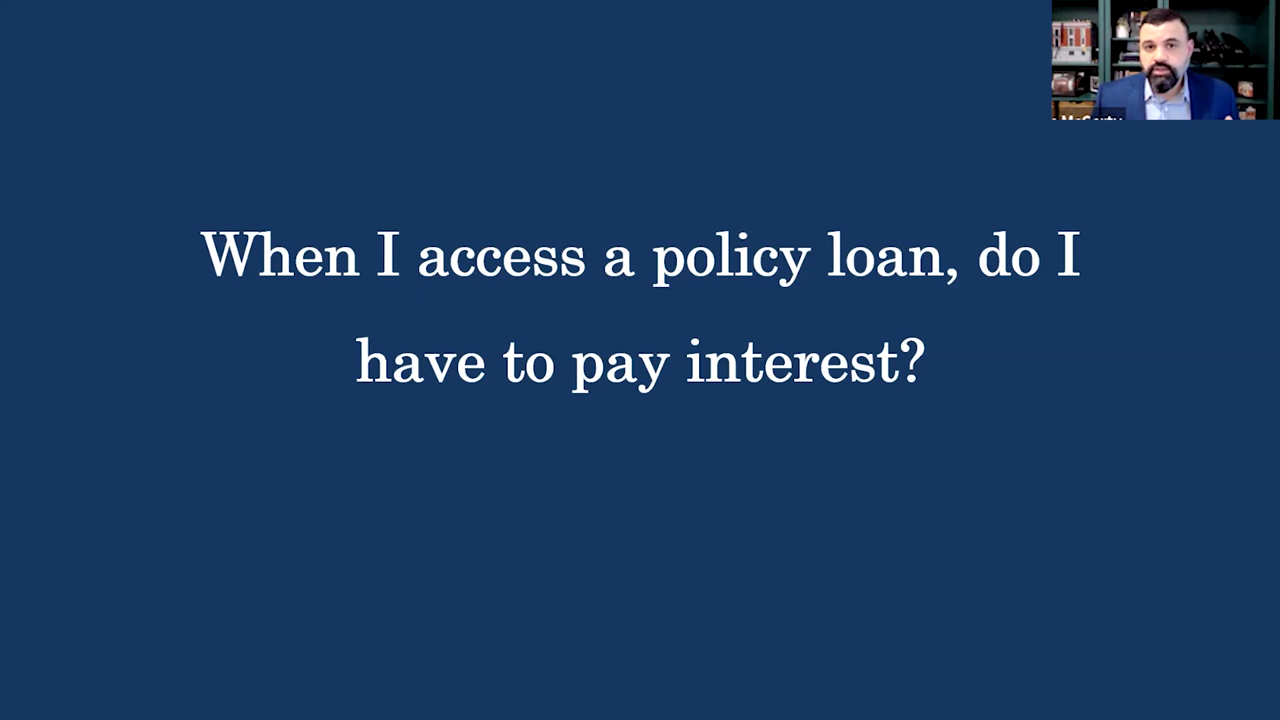 When I access a policy loan, do I
have to pay interest?